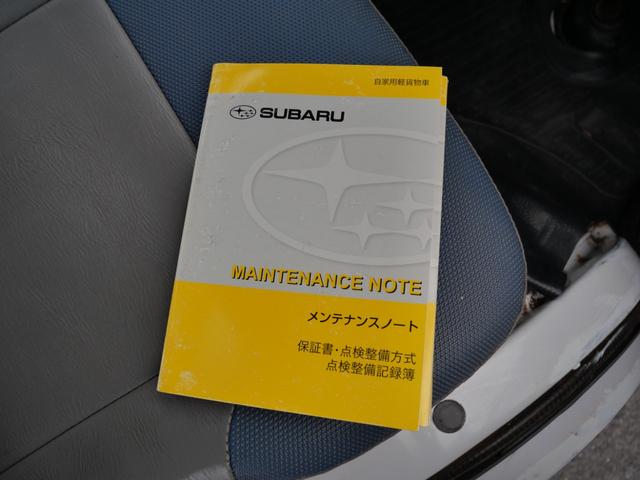 自家用軽貨物車
SUBARU
MAINTENANCE NOTE
メンテナンスノート
保証書・点検整備方式
点検整備記録簿